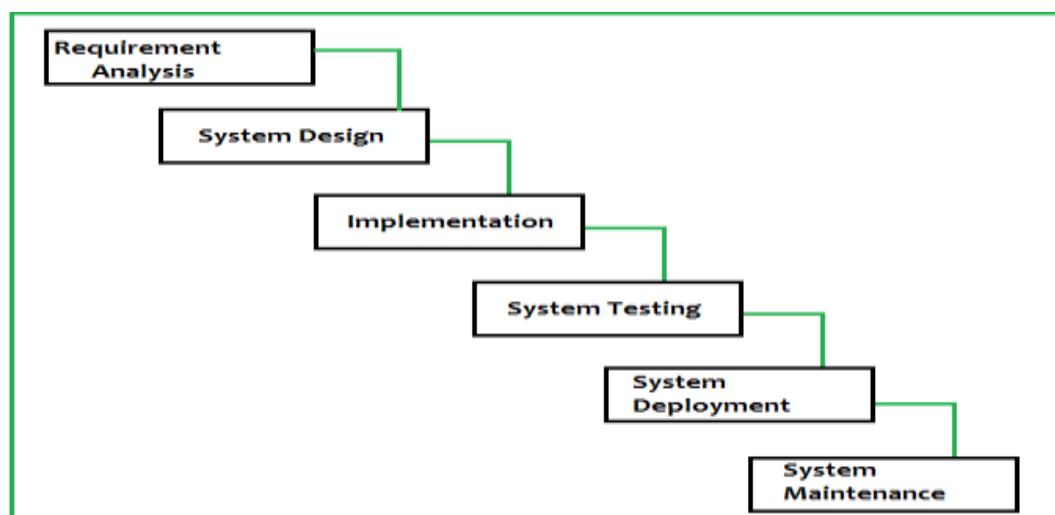 Requirement
Analysis
System Design
Implementation
System Testing
System
Deployment
System
Maintenance